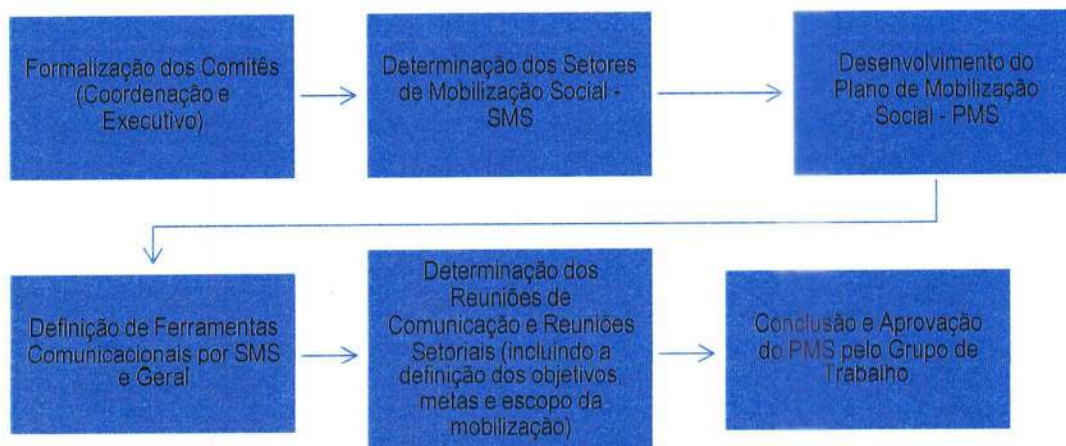 Formalização dos Comitês
(Coordenação e
Executivo)
Determinação dos Setores
de Mobilização Social -
SMS
Desenvolvimento do
Plano de Mobilização
Social - PMS
Definição de Ferramentas
Comunicacionais por SMS
e Geral
Determinação dos
Reuniões de
Comunicação e Reuniões
Setoriais (incluindo a
definição dos objetivos,
metas e escopo da
mobilização)
Conclusão e Aprovação
do PMS pelo Grupo de
Trabalho